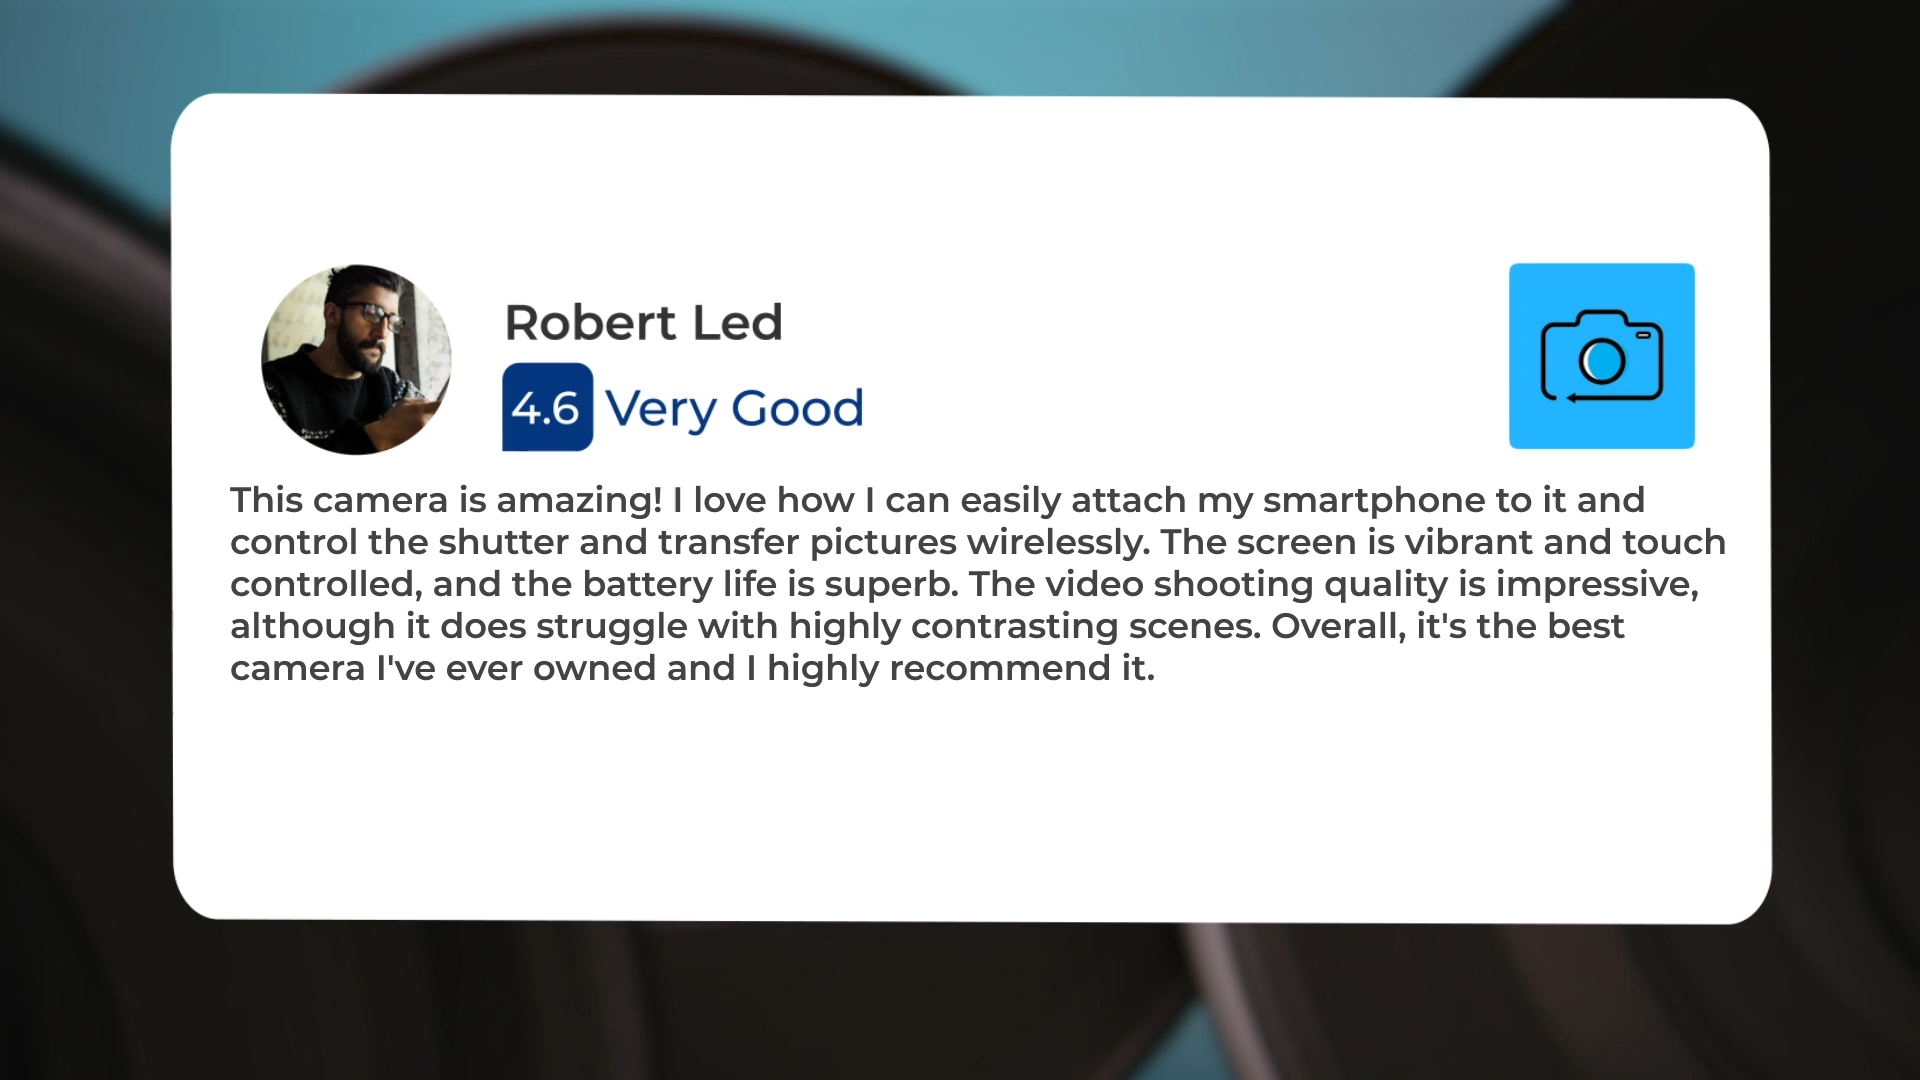 Robert Led
4.6 Very Good
This camera is amazing! I love how I can easily attach my smartphone to it and
control the shutter and transfer pictures wirelessly. The screen is vibrant and touch
controlled, and the battery life is superb. The video shooting quality is impressive,
although it does struggle with highly contrasting scenes. Overall, it's the best
camera I've ever owned and I highly recommend it.